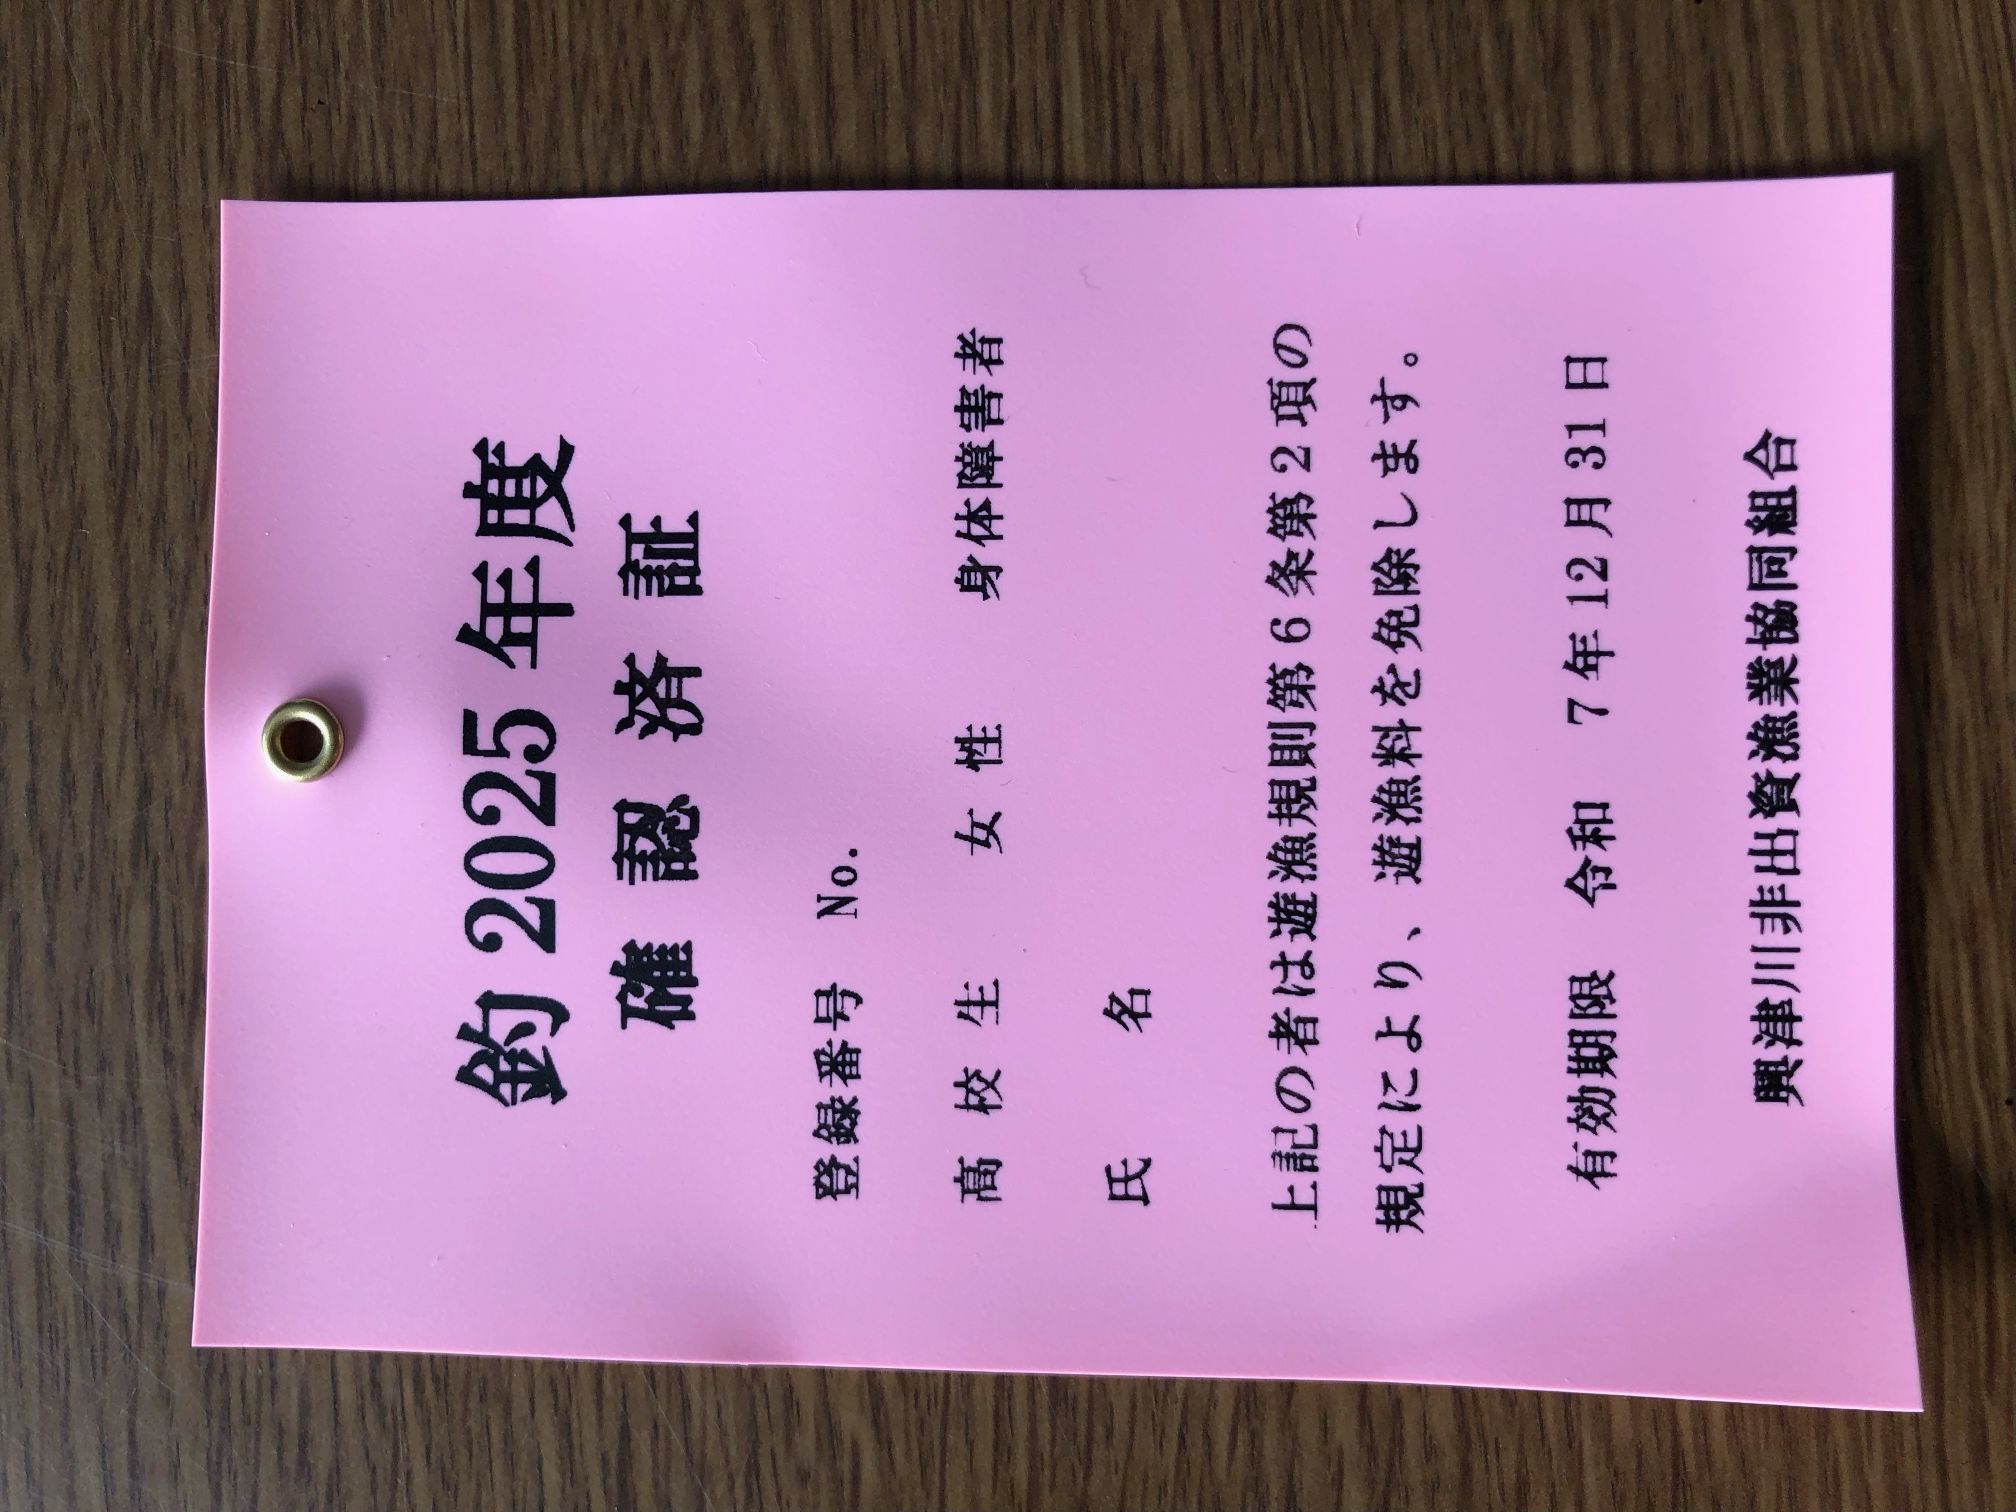 釣 2025 年度
確認済証
登録番号 No.
高校生 女性 身体障害者
氏 名
上記の者は遊漁規則第６条第２項の
規定により、遊漁料を免除します。
有効期限 令和 7年12月31日
興津川非出資漁業協同組合